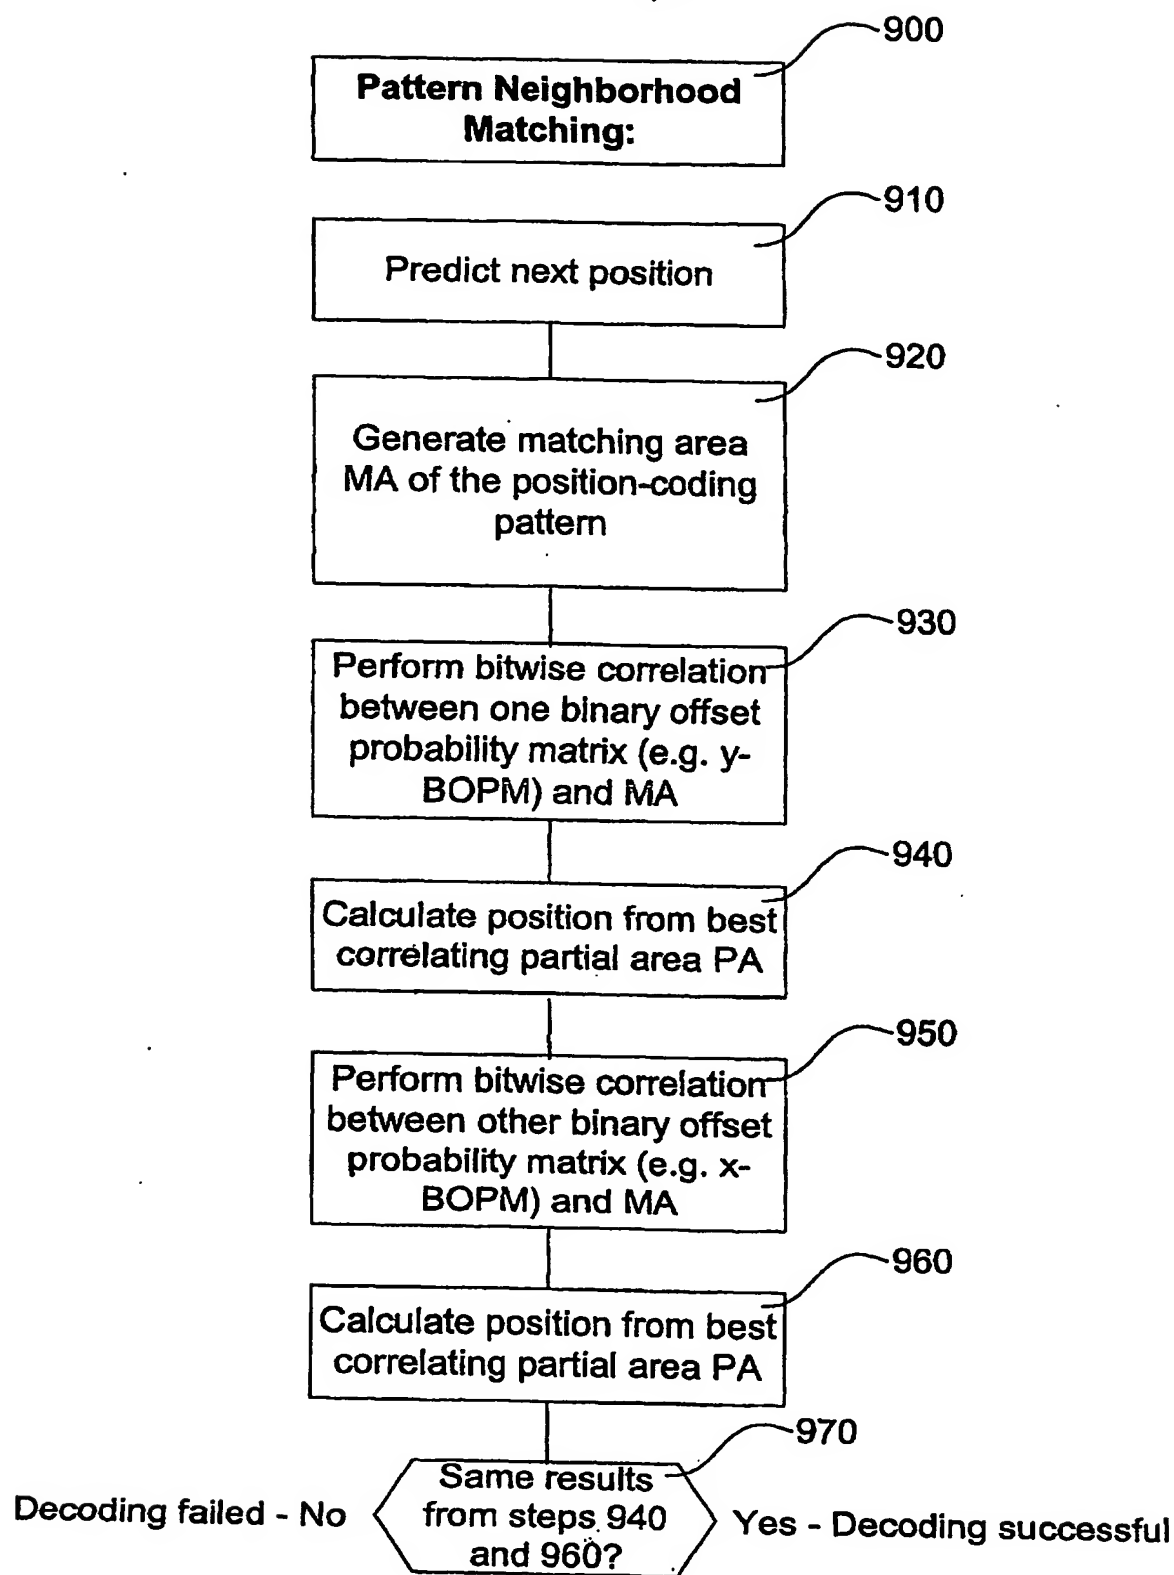 900
Pattern Neighborhood
Matching:
910
Predict next position
920
Generate matching area
MA of the position-coding
pattern
930
Perform bitwise correlation
between one binary offset
probability matrix (e.g. y-
BOPM) and MA
940
Calculate position from best
correlating partial area PA
950
Perform bitwise correlation
between other binary offset
probability matrix (e.g. x-
BOPM) and MA
960
Calculate position from best
correlating partial area PA
970
Same results
from steps 940
and 960?
Decoding failed - No
Yes - Decoding successful